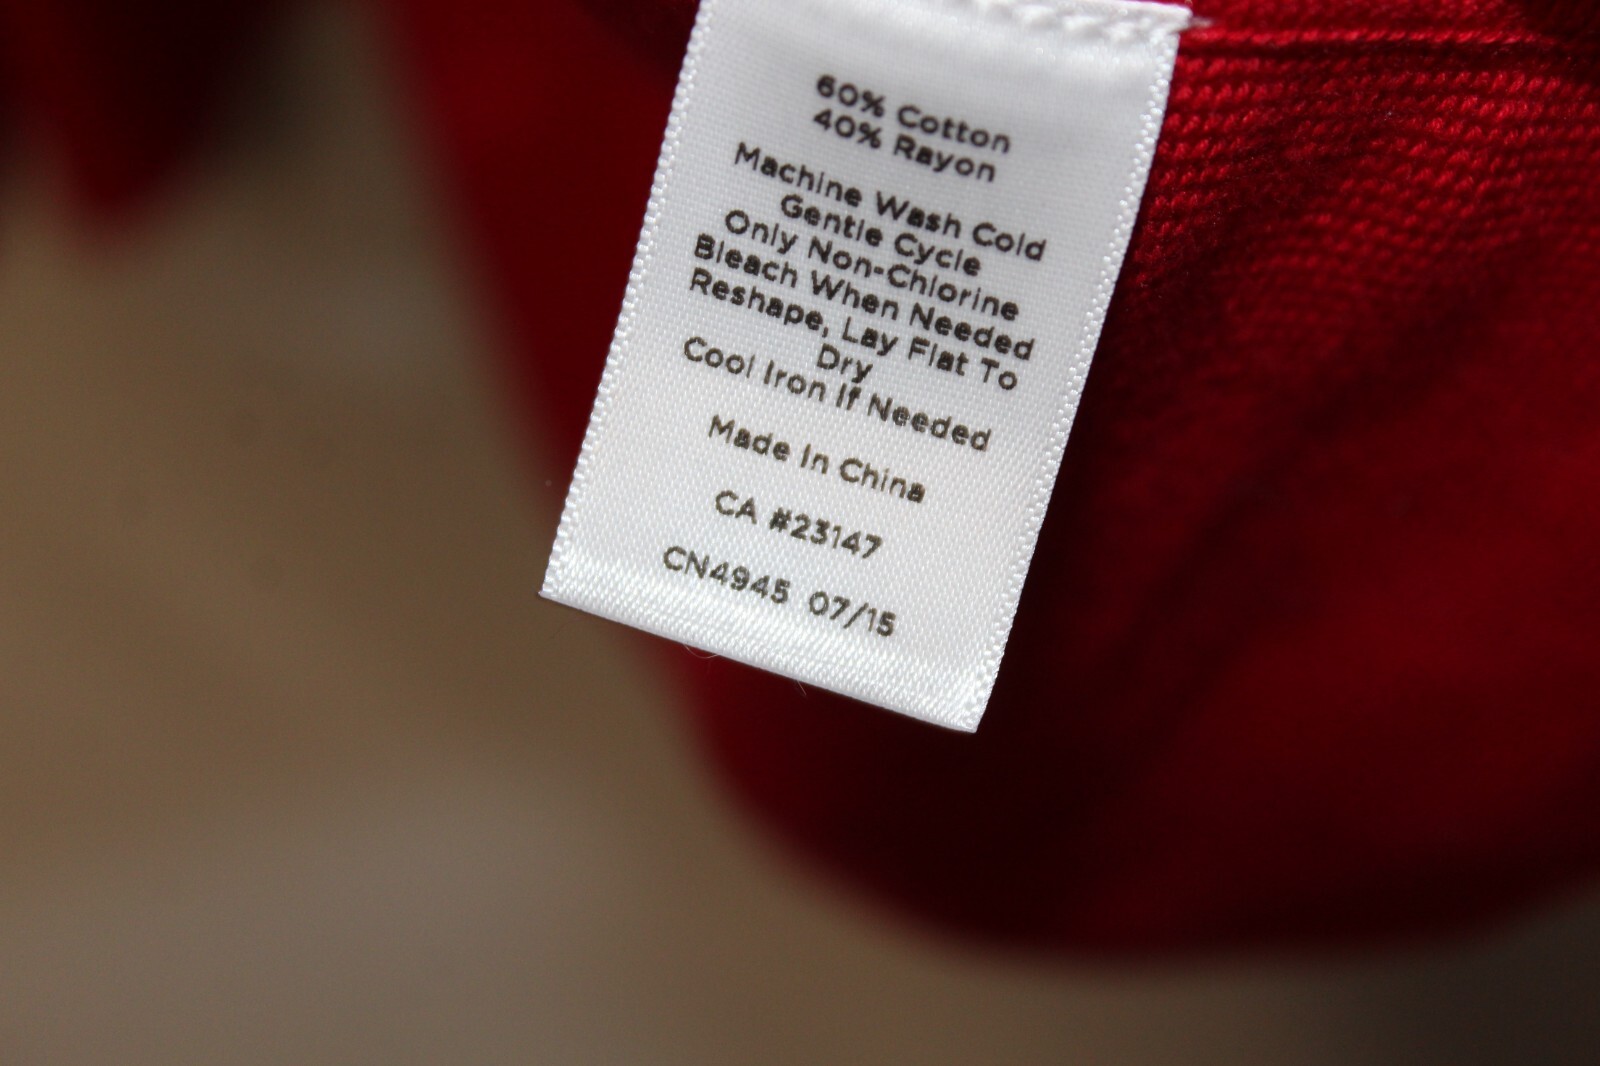 60% Cotton
40% Rayon
Machine Wash Cold
Gentle Cycle
Only Non-Chlorine
Bleach When Needed
Reshape, Lay Flat To
Dry
Cool Iron If Needed
Made In China
CA #23147
CN4945 07/15